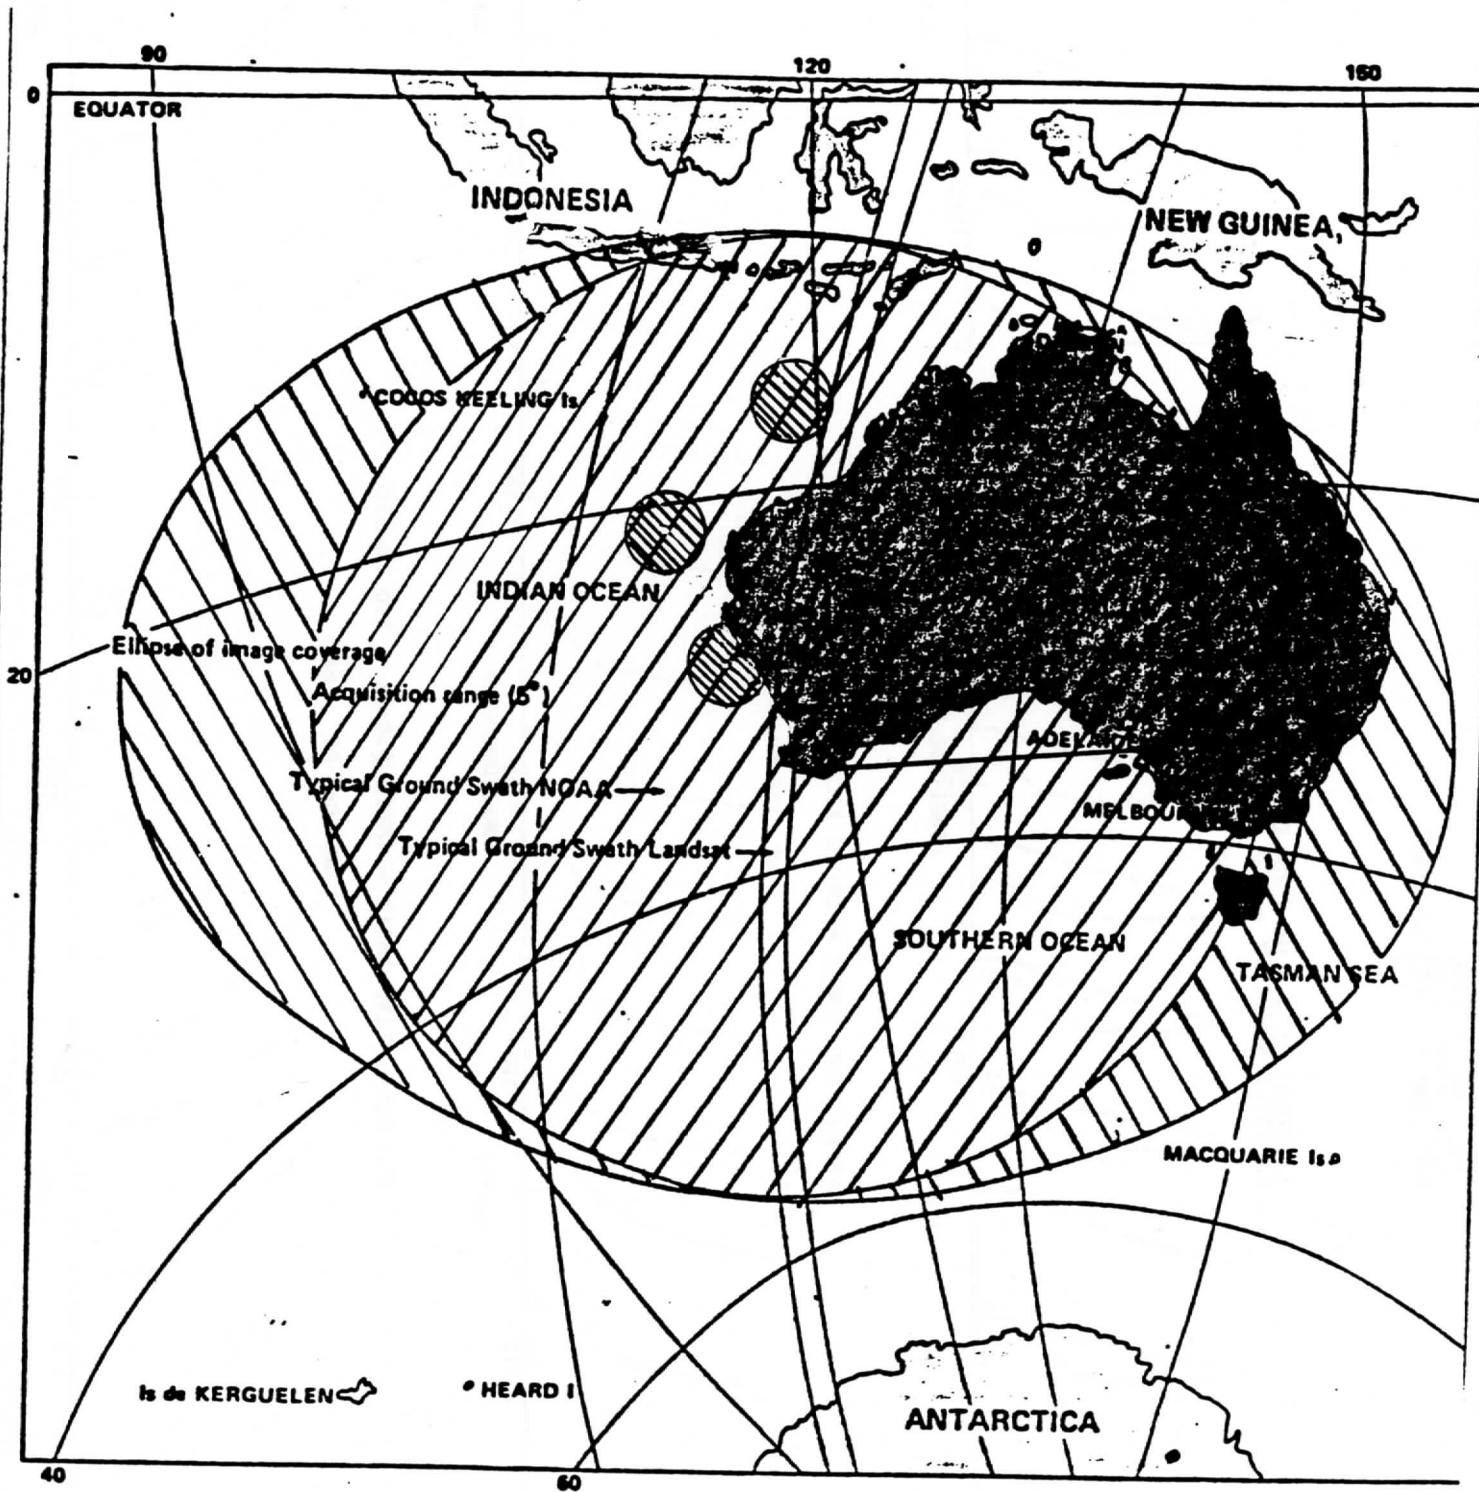 90
120
150
0
EQUATOR
INDONESIA
NEW GUINEA,
COCOS KEELING Is
INDIAN OCEAN
Ellipse of image coverage
20
Acquisition range (5°)
ADELAIDE
Typical Ground Swath NOAA
MELBOU
Typical Ground Swath Landsat
SOUTHERN OCEAN
TASMAN SEA
MACQUARIE Is
Is de KERGUELEN
HEARD I
ANTARCTICA
40
60